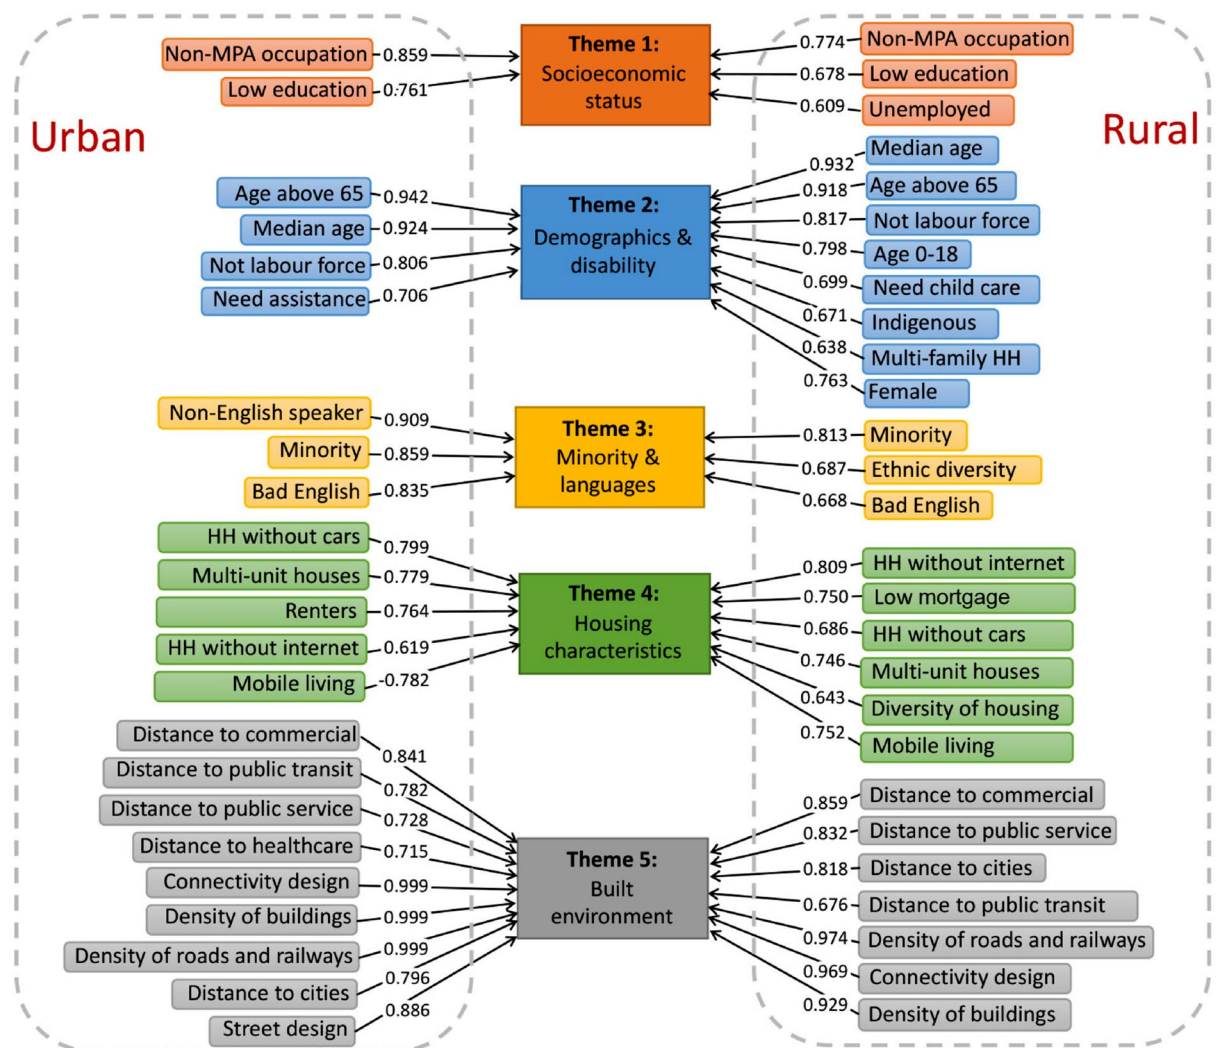 Urban
Non-MPA occupation 0.859
Low education 0.761
Theme 1:
Socioeconomic
status
0.774 Non-MPA occupation
0.678 Low education
0.609 Unemployed
Rural
Age above 65 0.942
Median age 0.924
Not labour force 0.806
Need assistance 0.706
Theme 2:
Demographics &
disability
0.932 Median age
0.918 Age above 65
0.817 Not labour force
0.798 Age 0-18
0.699 Need child care
0.671 Indigenous
0.638 Multi-family HH
0.763 Female
Non-English speaker 0.909
Minority 0.859
Bad English 0.835
Theme 3:
Minority &
languages
0.813 Minority
0.687 Ethnic diversity
0.668 Bad English
HH without cars 0.799
Multi-unit houses 0.779
Renters 0.764
HH without internet 0.619
Mobile living -0.782
Theme 4:
Housing
characteristics
0.809 HH without internet
0.750 Low mortgage
0.686 HH without cars
0.746 Multi-unit houses
0.643 Diversity of housing
0.752 Mobile living
Distance to commercial 0.841
Distance to public transit 0.782
Distance to public service 0.728
Distance to healthcare 0.715
Connectivity design 0.999
Density of buildings 0.999
Density of roads and railways 0.999
Distance to cities 0.796
Street design 0.886
Theme 5:
Built
environment
0.859 Distance to commercial
0.832 Distance to public service
0.818 Distance to cities
0.676 Distance to public transit
0.974 Density of roads and railways
0.969 Connectivity design
0.929 Density of buildings